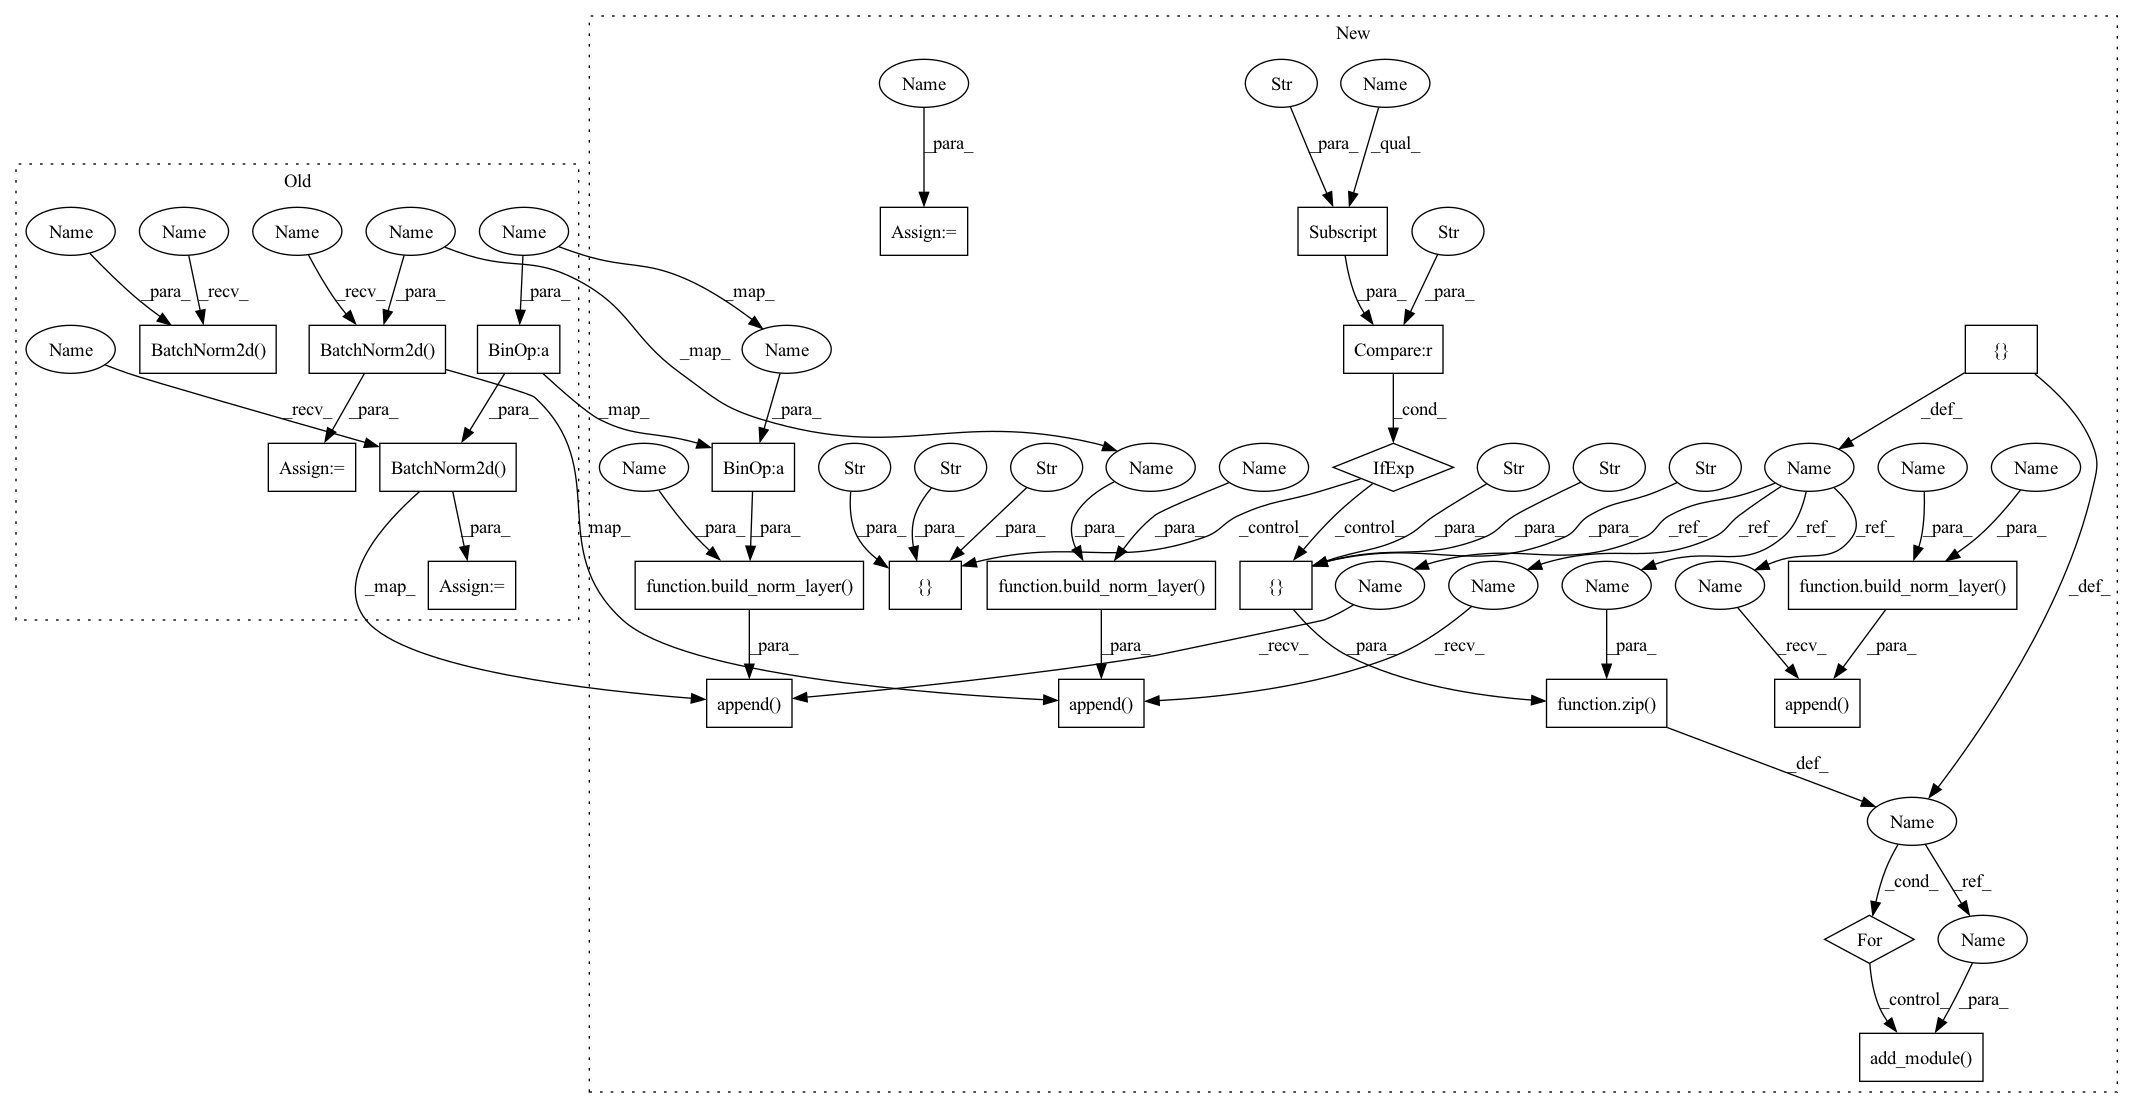 New
Name
Str
Name
_para_
_para_
_qual_
Old
Name
Name
Name
Name
Name
Assign:=
Subscript
Str
_para_
_recv_
_recv_
_para_
_para_
_map_
_para_
_para_
Name
BatchNorm2d()
BatchNorm2d()
BinOp:a
_map_
Name
Compare:r
{}
_recv_
_para_
_para_
_map_
_para_
_cond_
_def_
Assign:=
BatchNorm2d()
Name
BinOp:a
Str
Str
Str
Name
Name
IfExp
Str
Str
Str
Name
Name
Name
_para_
_map_
_para_
_para_
_para_
_para_
_para_
_para_
_para_
_control_
_control_
_para_
_para_
_para_
_ref_
_ref_
_ref_
_ref_
_para_
_para_
_map_
Assign:=
function.build_norm_layer()
{}
function.build_norm_layer()
{}
Name
Name
Name
Name
function.build_norm_layer()
_def_
_para_
_para_
_recv_
_para_
_recv_
_para_
_recv_
_para_
append()
append()
function.zip()
append()
_def_
Name
_cond_
_ref_
For
Name
_control_
_para_
add_module()